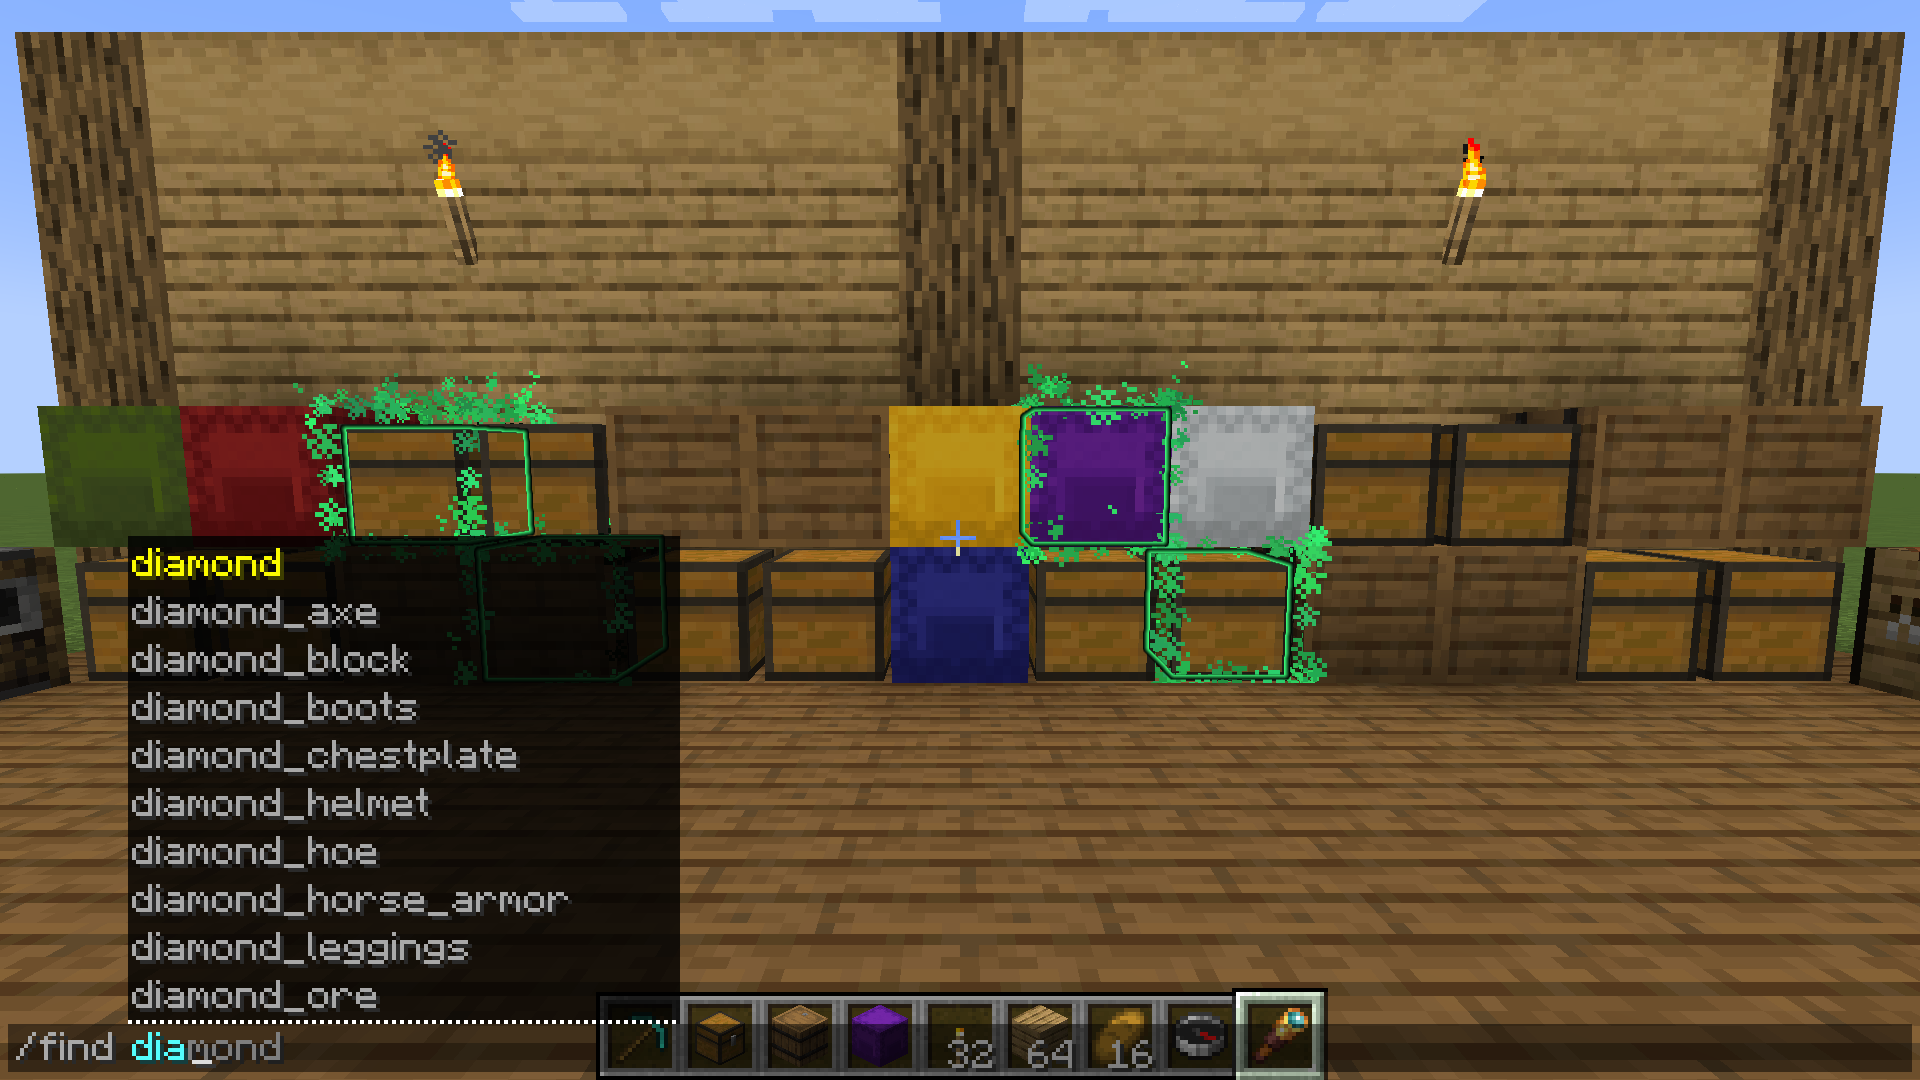 diamond
diamond_axe
diamond_block
diamond_boots
diamond_chestplate
diamond_helmet
diamond_hoe
diamond_horse_armor
diamond_leggings
diamond_ore
/find diamond
32
64
16